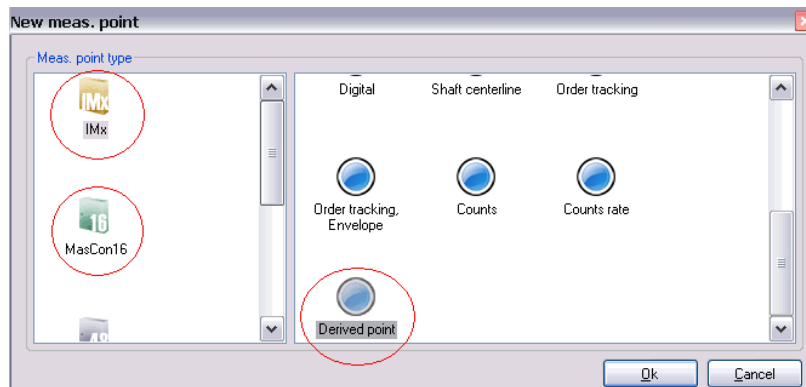 New meas. point
Meas. point type
IMx
IMx
16
MasCon16
48
Digital
Shaft centerline
Order tracking
Order tracking,
Envelope
Counts
Counts rate
Derived point
Ok
Cancel